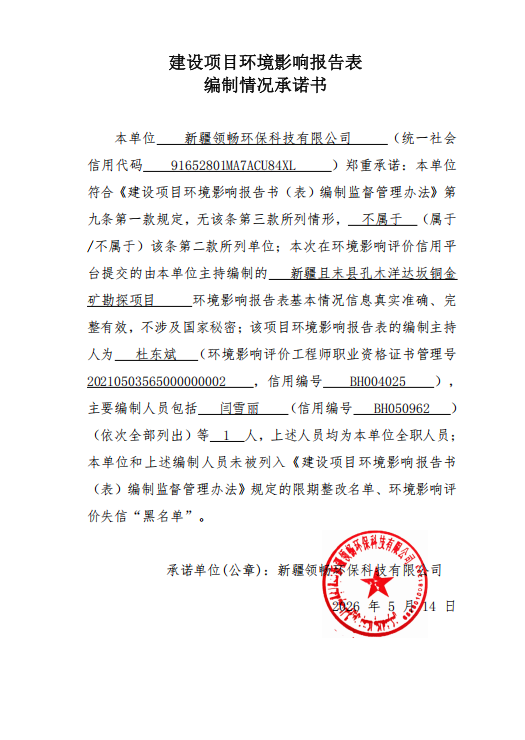 建设项目环境影响报告表
编制情况承诺书
本单位 新疆领畅环保科技有限公司 （统一社会
信用代码 91652801MA7ACU84XL ）郑重承诺：本单位
符合《建设项目环境影响报告书（表）编制监督管理办法》第
九条第一款规定，无该条第三款所列情形， 不属于 （属于
/不属于）该条第二款所列单位；本次在环境影响评价信用平
台提交的由本单位主持编制的 新疆且末县孔木洋达坂铜金
矿勘探项目 环境影响报告表基本情况信息真实准确、完
整有效，不涉及国家秘密；该项目环境影响报告表的编制主持
人为 杜东斌 （环境影响评价工程师职业资格证书管理号
20210503565000000002 ，信用编号 BH004025 ），
主要编制人员包括 闫雪丽 （信用编号 BH050962 ）
（依次全部列出）等 1 人，上述人员均为本单位全职人员；
本单位和上述编制人员未被列入《建设项目环境影响报告书
（表）编制监督管理办法》规定的限期整改名单、环境影响评
价失信“黑名单”。
承诺单位(公章)：新疆领畅环保科技有限公司
2026 年 5 月 14 日